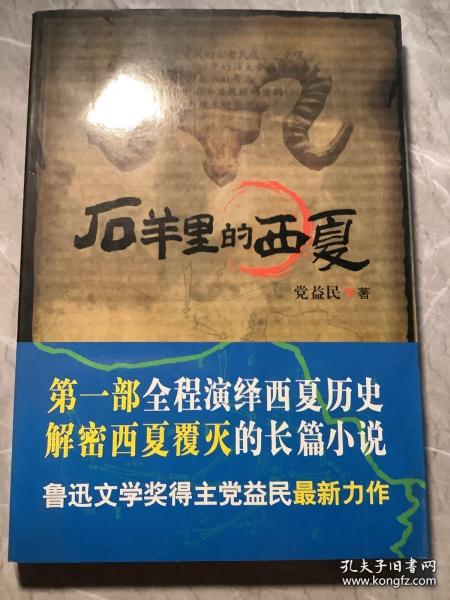 石羊里的西夏
党益民 著
第一部全程演绎西夏历史
解密西夏覆灭的长篇小说
鲁迅文学奖得主党益民最新力作
孔夫子旧书网
www.kongfz.com